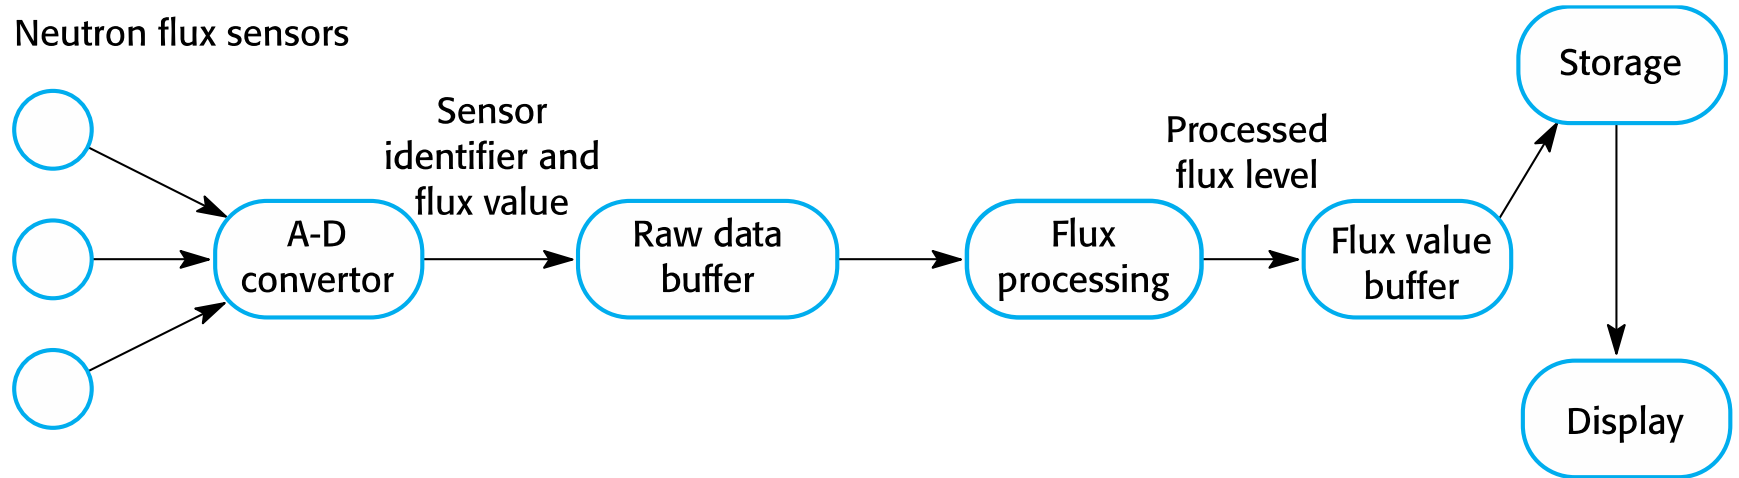 Neutron flux sensors
Sensor
identifier and
flux value
A-D
convertor
Raw data
buffer
Flux
processing
Processed
flux level
Flux value
buffer
Storage
Display